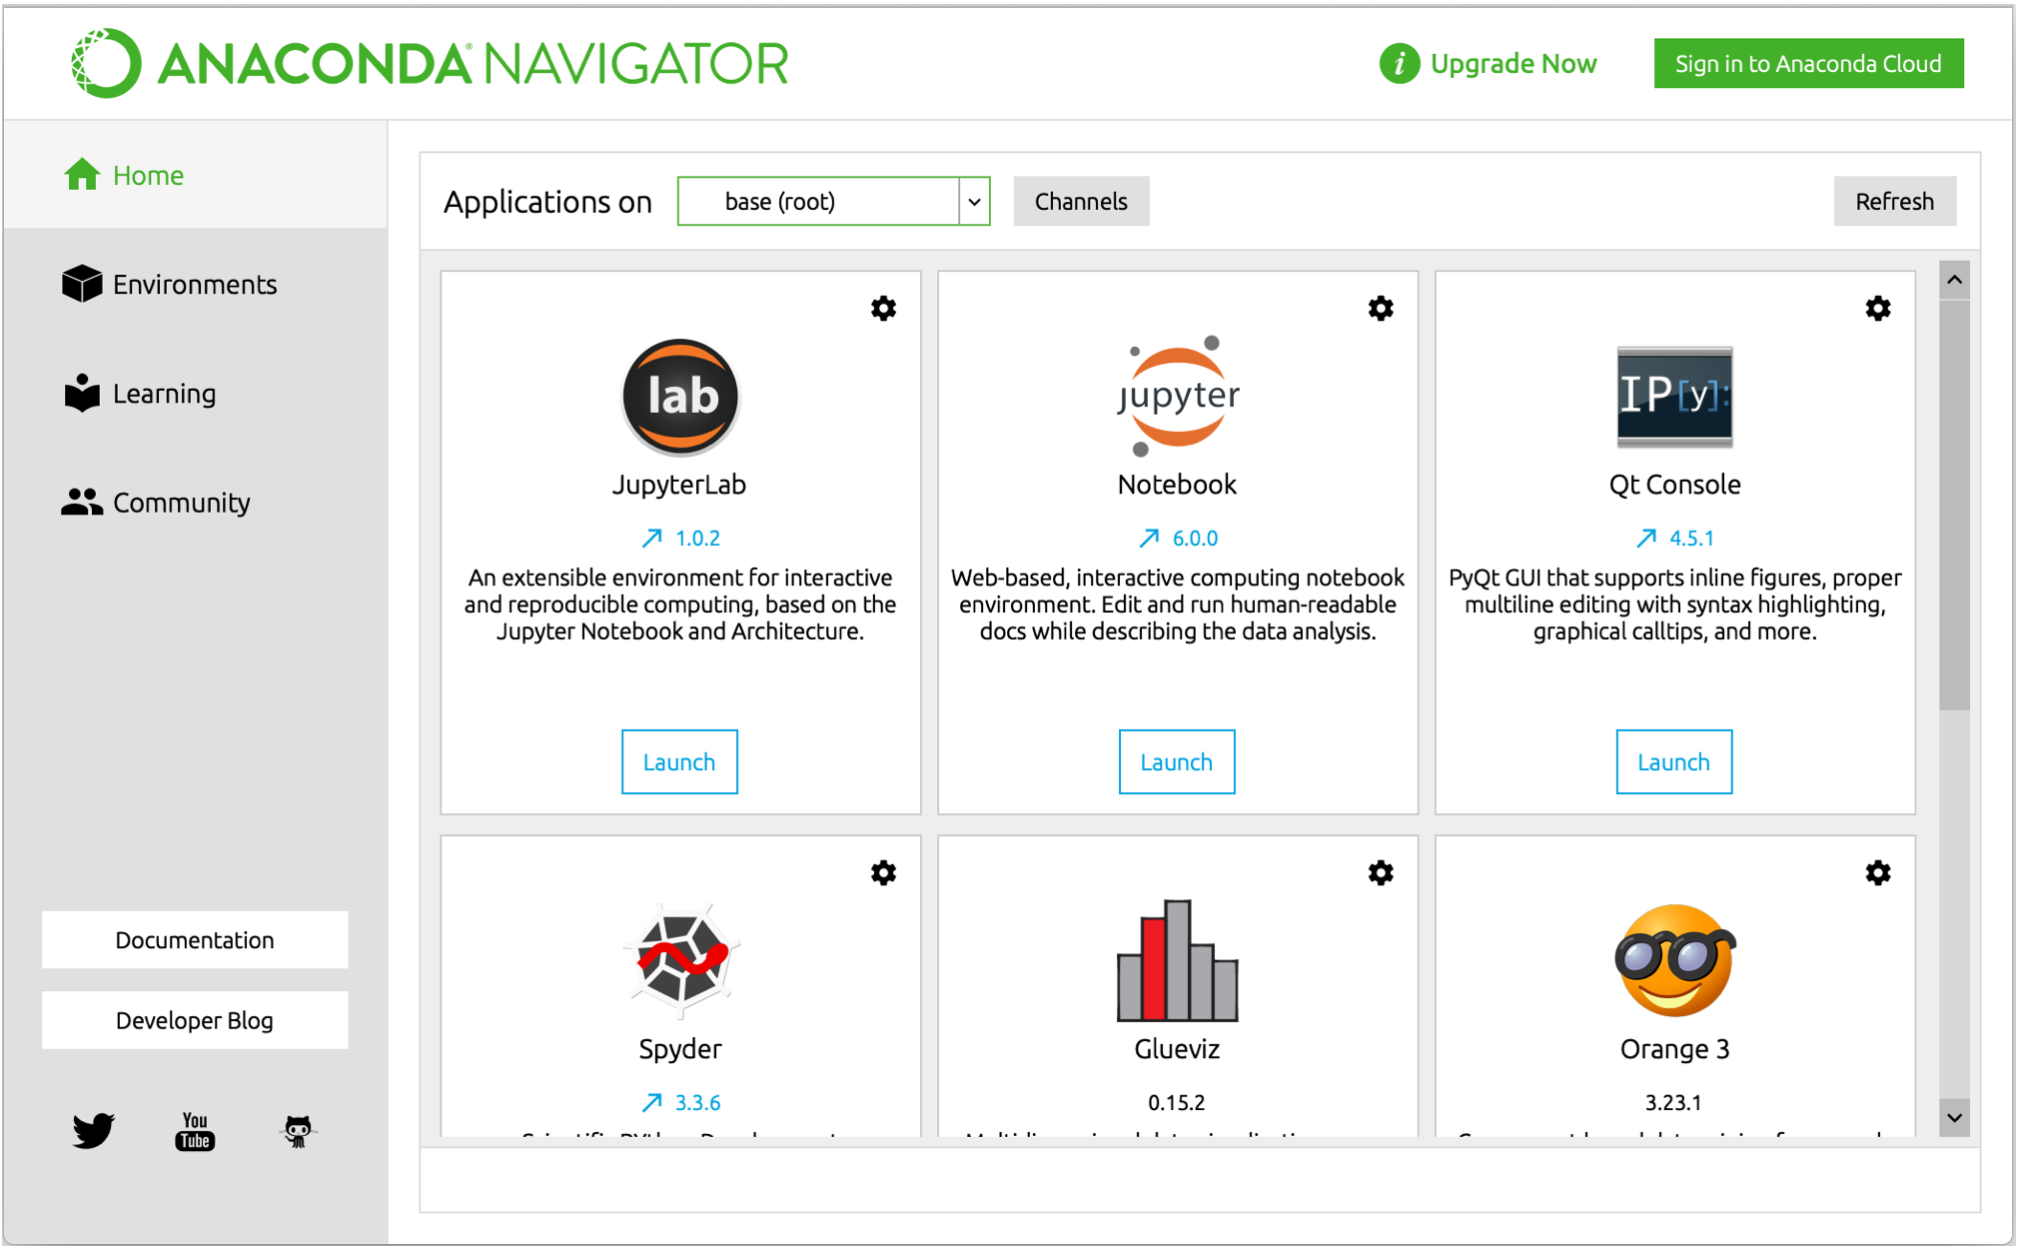 ANACONDA NAVIGATOR
Upgrade Now
Sign in to Anaconda Cloud
Home
Environments
Learning
Community
Documentation
Developer Blog
You
Tube
Applications on
base (root)
Channels
Refresh
lab
JupyterLab
1.0.2
An extensible environment for interactive
and reproducible computing, based on the
Jupyter Notebook and Architecture.
Launch
jupyter
Notebook
6.0.0
Web-based, interactive computing notebook
environment. Edit and run human-readable
docs while describing the data analysis.
Launch
IP[y]:
Qt Console
4.5.1
PyQt GUI that supports inline figures, proper
multiline editing with syntax highlighting,
graphical calltips, and more.
Launch
Spyder
3.3.6
Glueviz
0.15.2
Orange 3
3.23.1